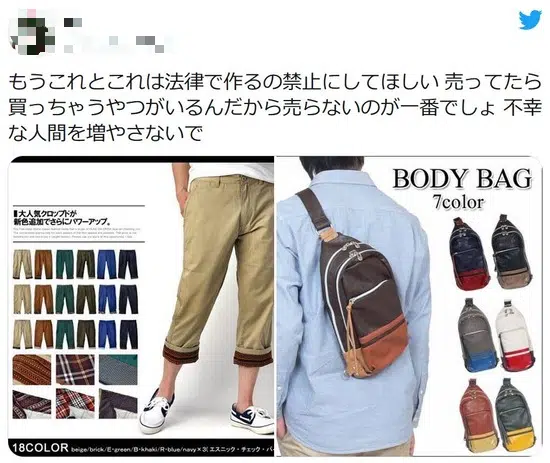 もうこれとこれは法律で作るの禁止にしてほしい 売ってたら
買っちゃうやつがいるんだから売らないのが一番でしょ 不幸
な人間を増やさないで
大人気クロップドが
新色追加でさらにパワーアップ。
BODY BAG
7color
18COLOR beige/brick/E・green/B・khaki/R・blue/navy×3(エスニック・チェック・バ